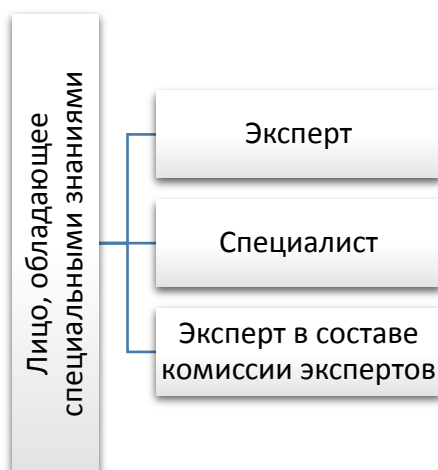 Лицо, обладающее
специальными знаниями
Эксперт
Специалист
Эксперт в составе
комиссии экспертов